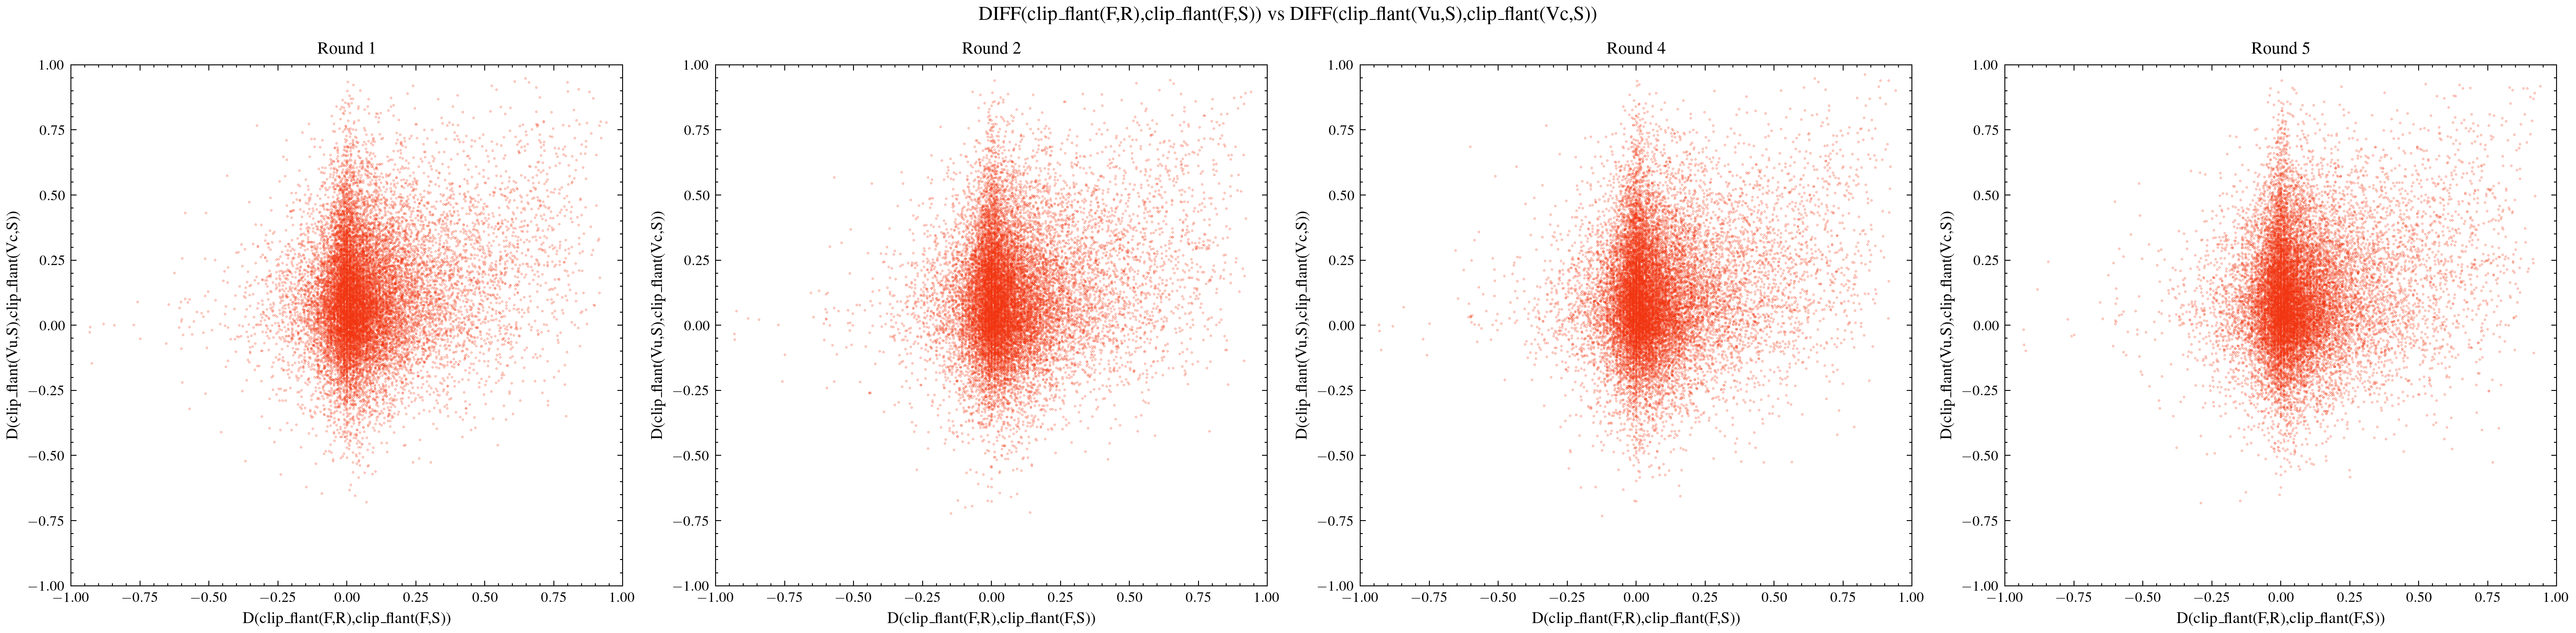 DIFF(clip_flant(F,R),clip_flant(F,S)) vs DIFF(clip_flant(Vu,S),clip_flant(Vc,S))
Round 1
1.00
0.75
0.50
0.25
0.00
−0.25
−0.50
−0.75
−1.00
D(clip_flant(Vu,S),clip_flant(Vc,S))
−1.00 −0.75 −0.50 −0.25 0.00 0.25 0.50 0.75 1.00
D(clip_flant(F,R),clip_flant(F,S))
Round 2
1.00
0.75
0.50
0.25
0.00
−0.25
−0.50
−0.75
−1.00
D(clip_flant(Vu,S),clip_flant(Vc,S))
−1.00 −0.75 −0.50 −0.25 0.00 0.25 0.50 0.75 1.00
D(clip_flant(F,R),clip_flant(F,S))
Round 4
1.00
0.75
0.50
0.25
0.00
−0.25
−0.50
−0.75
−1.00
D(clip_flant(Vu,S),clip_flant(Vc,S))
−1.00 −0.75 −0.50 −0.25 0.00 0.25 0.50 0.75 1.00
D(clip_flant(F,R),clip_flant(F,S))
Round 5
1.00
0.75
0.50
0.25
0.00
−0.25
−0.50
−0.75
−1.00
D(clip_flant(Vu,S),clip_flant(Vc,S))
−1.00 −0.75 −0.50 −0.25 0.00 0.25 0.50 0.75 1.00
D(clip_flant(F,R),clip_flant(F,S))